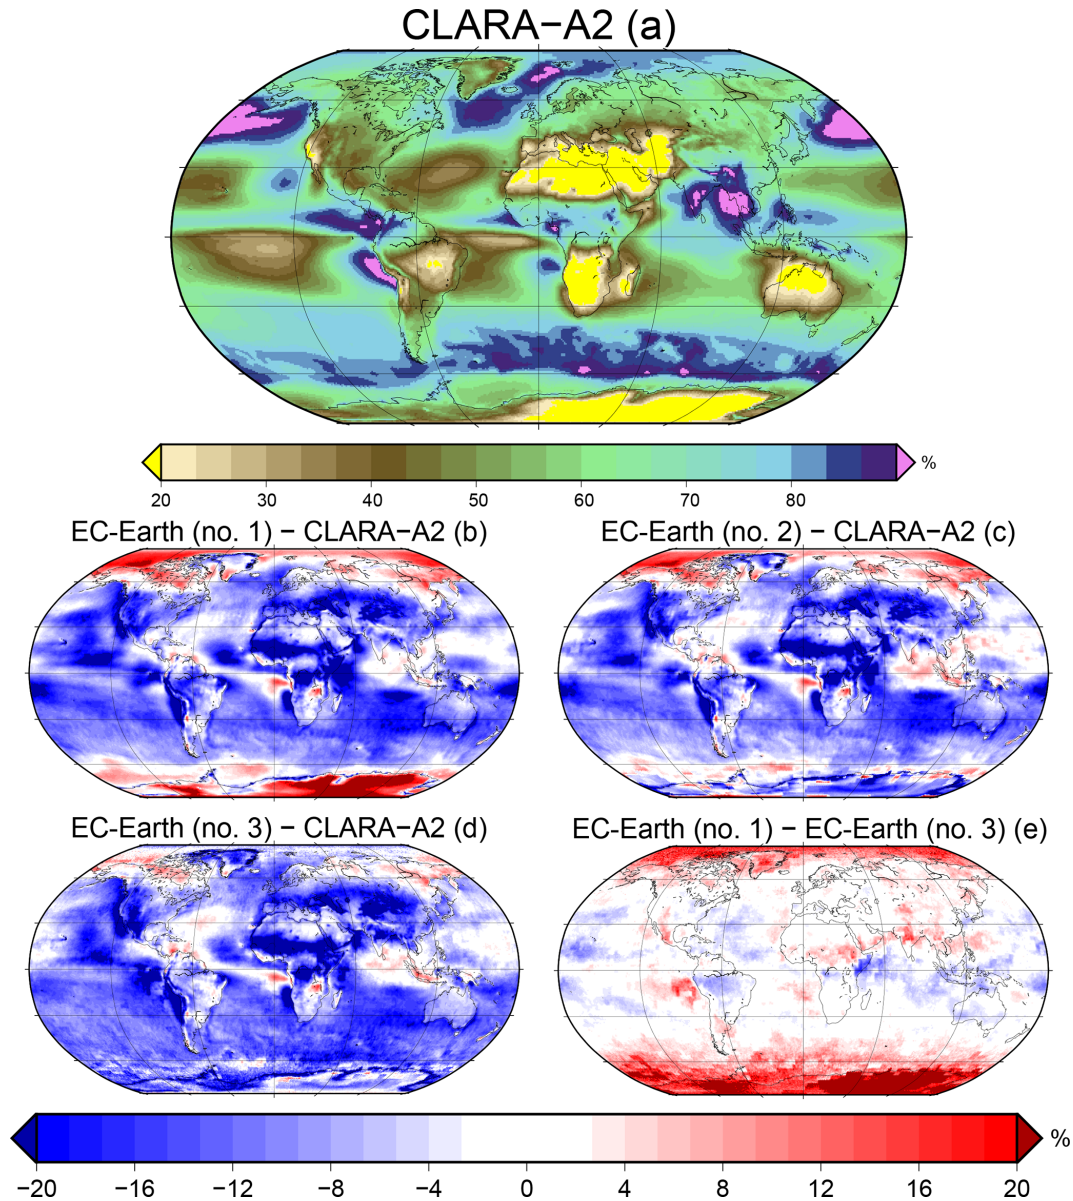 CLARA−A2 (a)
%
20 30 40 50 60 70 80
EC-Earth (no. 1) − CLARA−A2 (b)
EC-Earth (no. 2) − CLARA−A2 (c)
EC-Earth (no. 3) − CLARA−A2 (d)
EC-Earth (no. 1) − EC-Earth (no. 3) (e)
%
−20 −16 −12 −8 −4 0 4 8 12 16 20